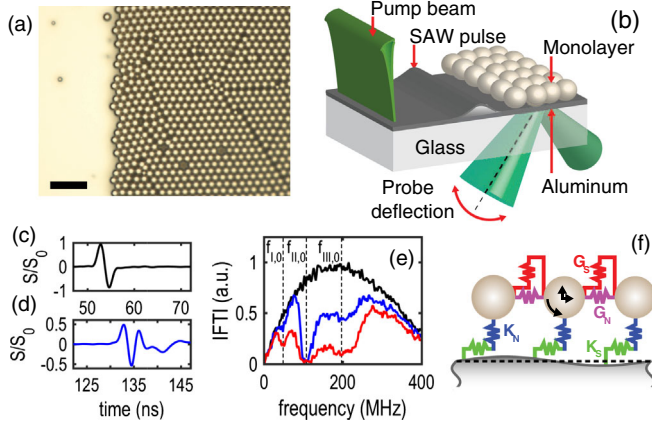 (a)
Pump beam
SAW pulse
(b)
Monolayer
Glass
Probe
deflection
Aluminum
(c)
S/S0
1
0
-1
50
60
70
(d)
S/S0
0.5
0
-0.5
125
135
145
time (ns)
(e)
fI,0
fII,0
fIII,0
IFTI (a.u.)
1
0.5
0
0
200
400
frequency (MHz)
(f)
GS
GN
KN
KS